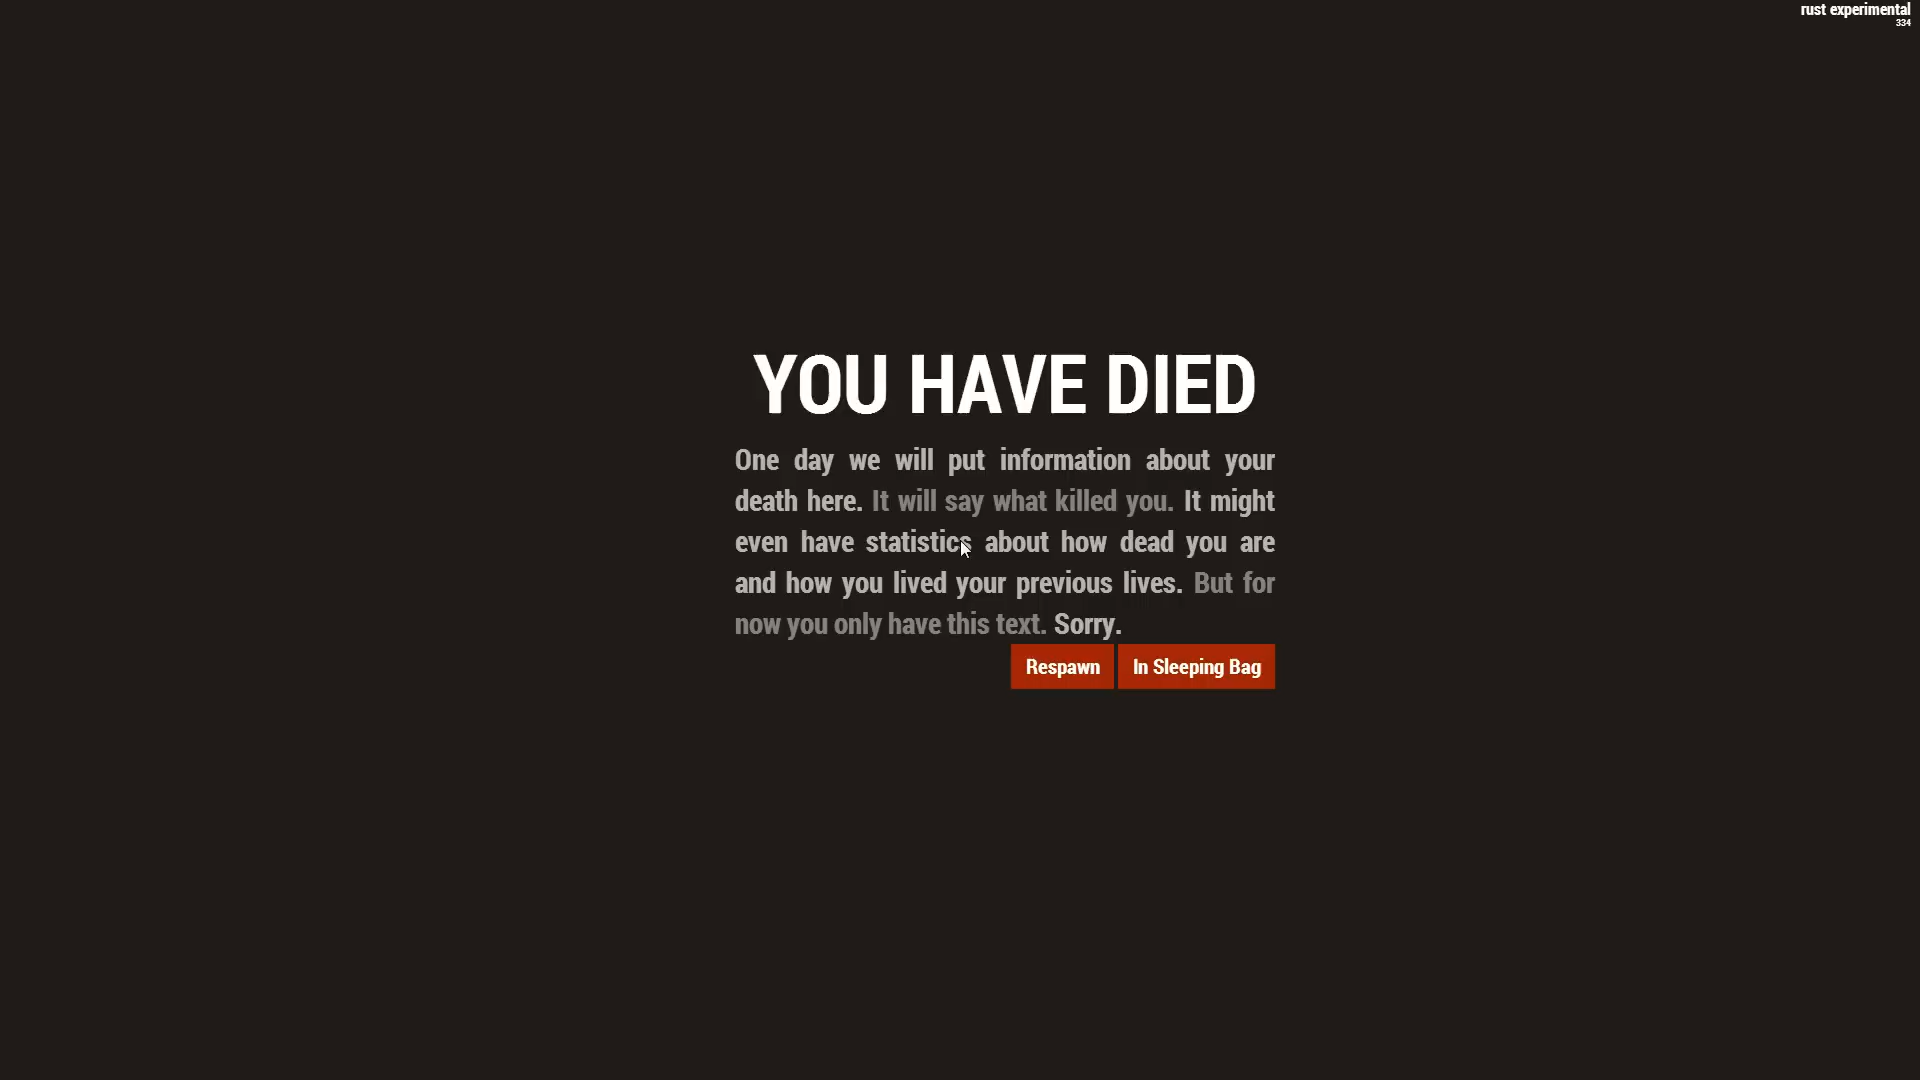 rust experimental
334
YOU HAVE DIED
One day we will put information about your
death here. It will say what killed you. It might
even have statistics about how dead you are
and how you lived your previous lives. But for
now you only have this text. Sorry.
Respawn In Sleeping Bag